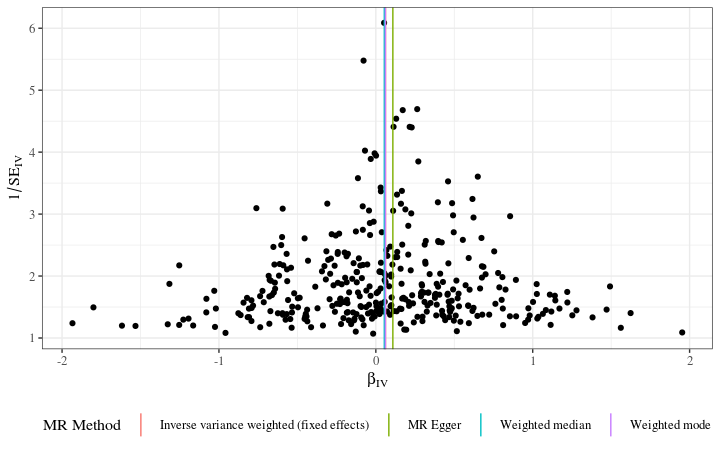 6
5
4
3
2
1
1/SE_IV
-2 -1 0 1 2
β_IV
MR Method Inverse variance weighted (fixed effects) MR Egger Weighted median Weighted mode